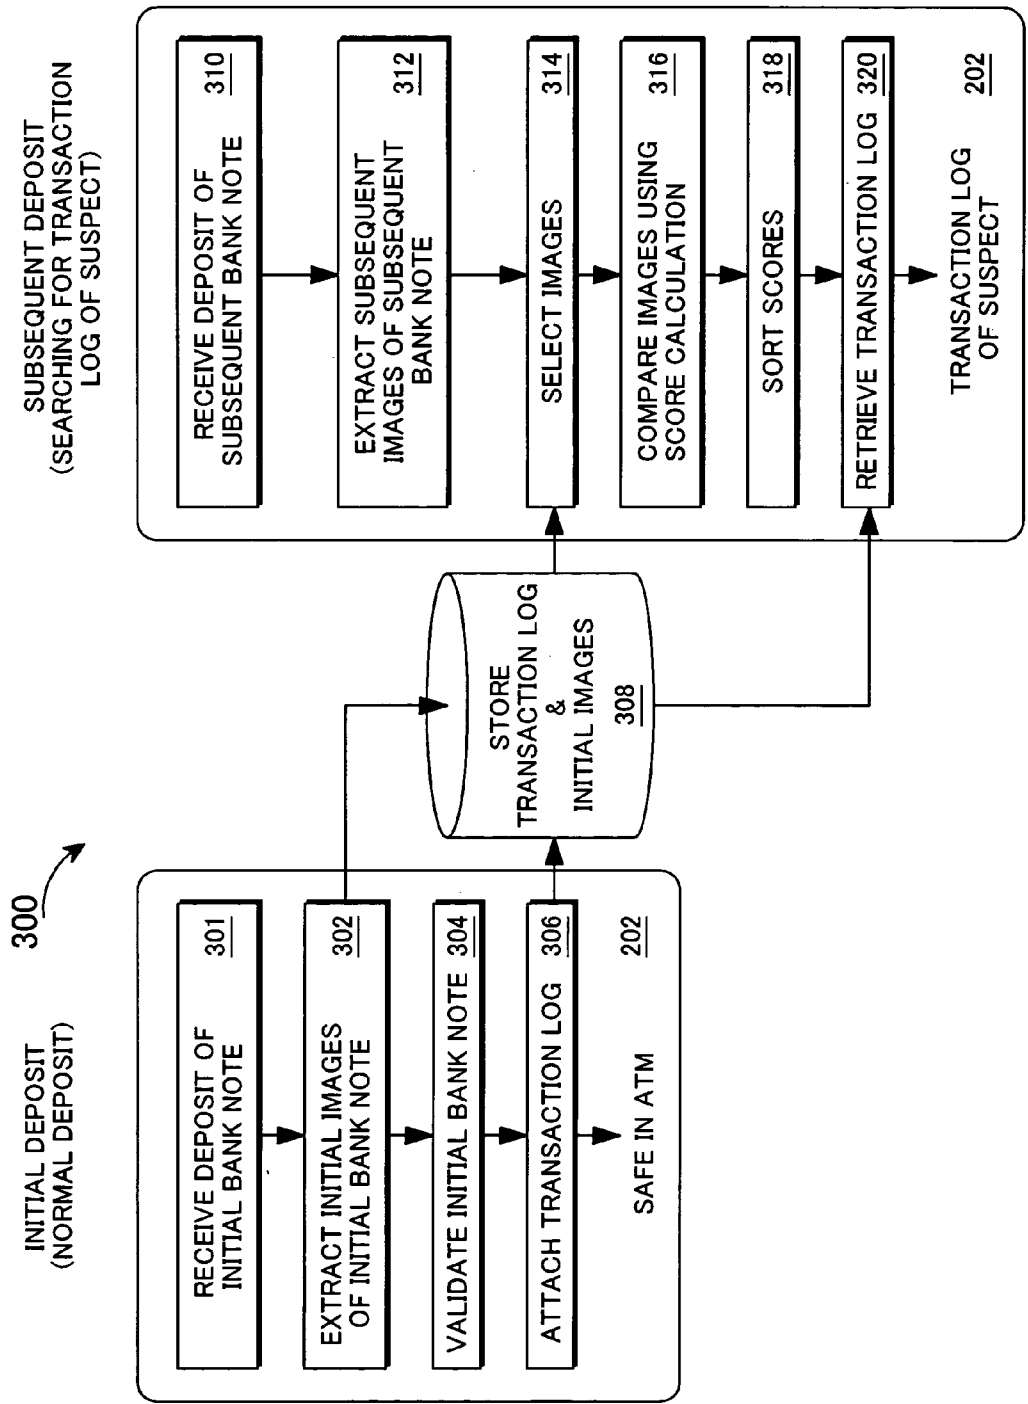 300
INITIAL DEPOSIT
(NORMAL DEPOSIT)
RECEIVE DEPOSIT OF
INITIAL BANK NOTE
301
EXTRACT INITIAL IMAGES
OF INITIAL BANK NOTE
302
VALIDATE INITIAL BANK NOTE
304
ATTACH TRANSACTION LOG
306
SAFE IN ATM
202
STORE
TRANSACTION LOG
&
INITIAL IMAGES
308
SUBSEQUENT DEPOSIT
(SEARCHING FOR TRANSACTION
LOG OF SUSPECT)
RECEIVE DEPOSIT OF
SUBSEQUENT BANK NOTE
310
EXTRACT SUBSEQUENT
IMAGES OF SUBSEQUENT
BANK NOTE
312
SELECT IMAGES
314
COMPARE IMAGES USING
SCORE CALCULATION
316
SORT SCORES
318
RETRIEVE TRANSACTION LOG
320
TRANSACTION LOG
OF SUSPECT
202